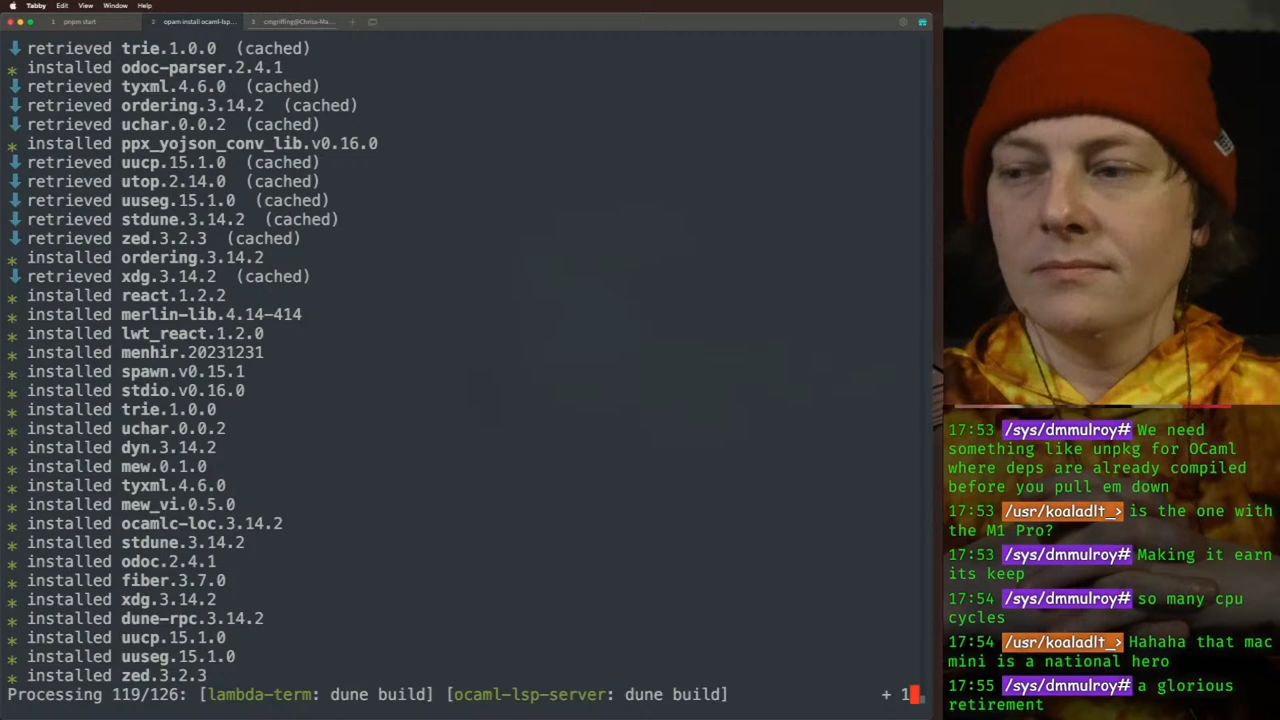 Tabby Edit View Window Help
1 pnpm start 2 opam install ocaml-lsp... 3 cmgriffing@Chriss-Ma...
retrieved trie.1.0.0 (cached)
* installed odoc-parser.2.4.1
retrieved tyxml.4.6.0 (cached)
retrieved ordering.3.14.2 (cached)
retrieved uchar.0.0.2 (cached)
* installed ppx_yojson_conv_lib.v0.16.0
retrieved uucp.15.1.0 (cached)
retrieved utop.2.14.0 (cached)
retrieved uuseg.15.1.0 (cached)
retrieved stdune.3.14.2 (cached)
retrieved zed.3.2.3 (cached)
* installed ordering.3.14.2
retrieved xdg.3.14.2 (cached)
* installed react.1.2.2
* installed merlin-lib.4.14-414
* installed lwt_react.1.2.0
* installed menhir.20231231
* installed spawn.v0.15.1
* installed stdio.v0.16.0
* installed trie.1.0.0
* installed uchar.0.0.2
* installed dyn.3.14.2
* installed mew.0.1.0
* installed tyxml.4.6.0
* installed mew_vi.0.5.0
* installed ocamlc-loc.3.14.2
* installed stdune.3.14.2
* installed odoc.2.4.1
* installed fiber.3.7.0
* installed xdg.3.14.2
* installed dune-rpc.3.14.2
* installed uucp.15.1.0
* installed uuseg.15.1.0
* installed zed.3.2.3
Processing 119/126: [lambda-term: dune build] [ocaml-lsp-server: dune build] + 1
17:53 /sys/dmmulroy# We need
something like unpkg for OCaml
where deps are already compiled
before you pull em down
17:53 /usr/koaladlt_> is the one with
the M1 Pro?
17:53 /sys/dmmulroy# Making it earn
its keep
17:54 /sys/dmmulroy# so many cpu
cycles
17:54 /usr/koaladlt_> Hahaha that mac
mini is a national hero
17:55 /sys/dmmulroy# a glorious
retirement